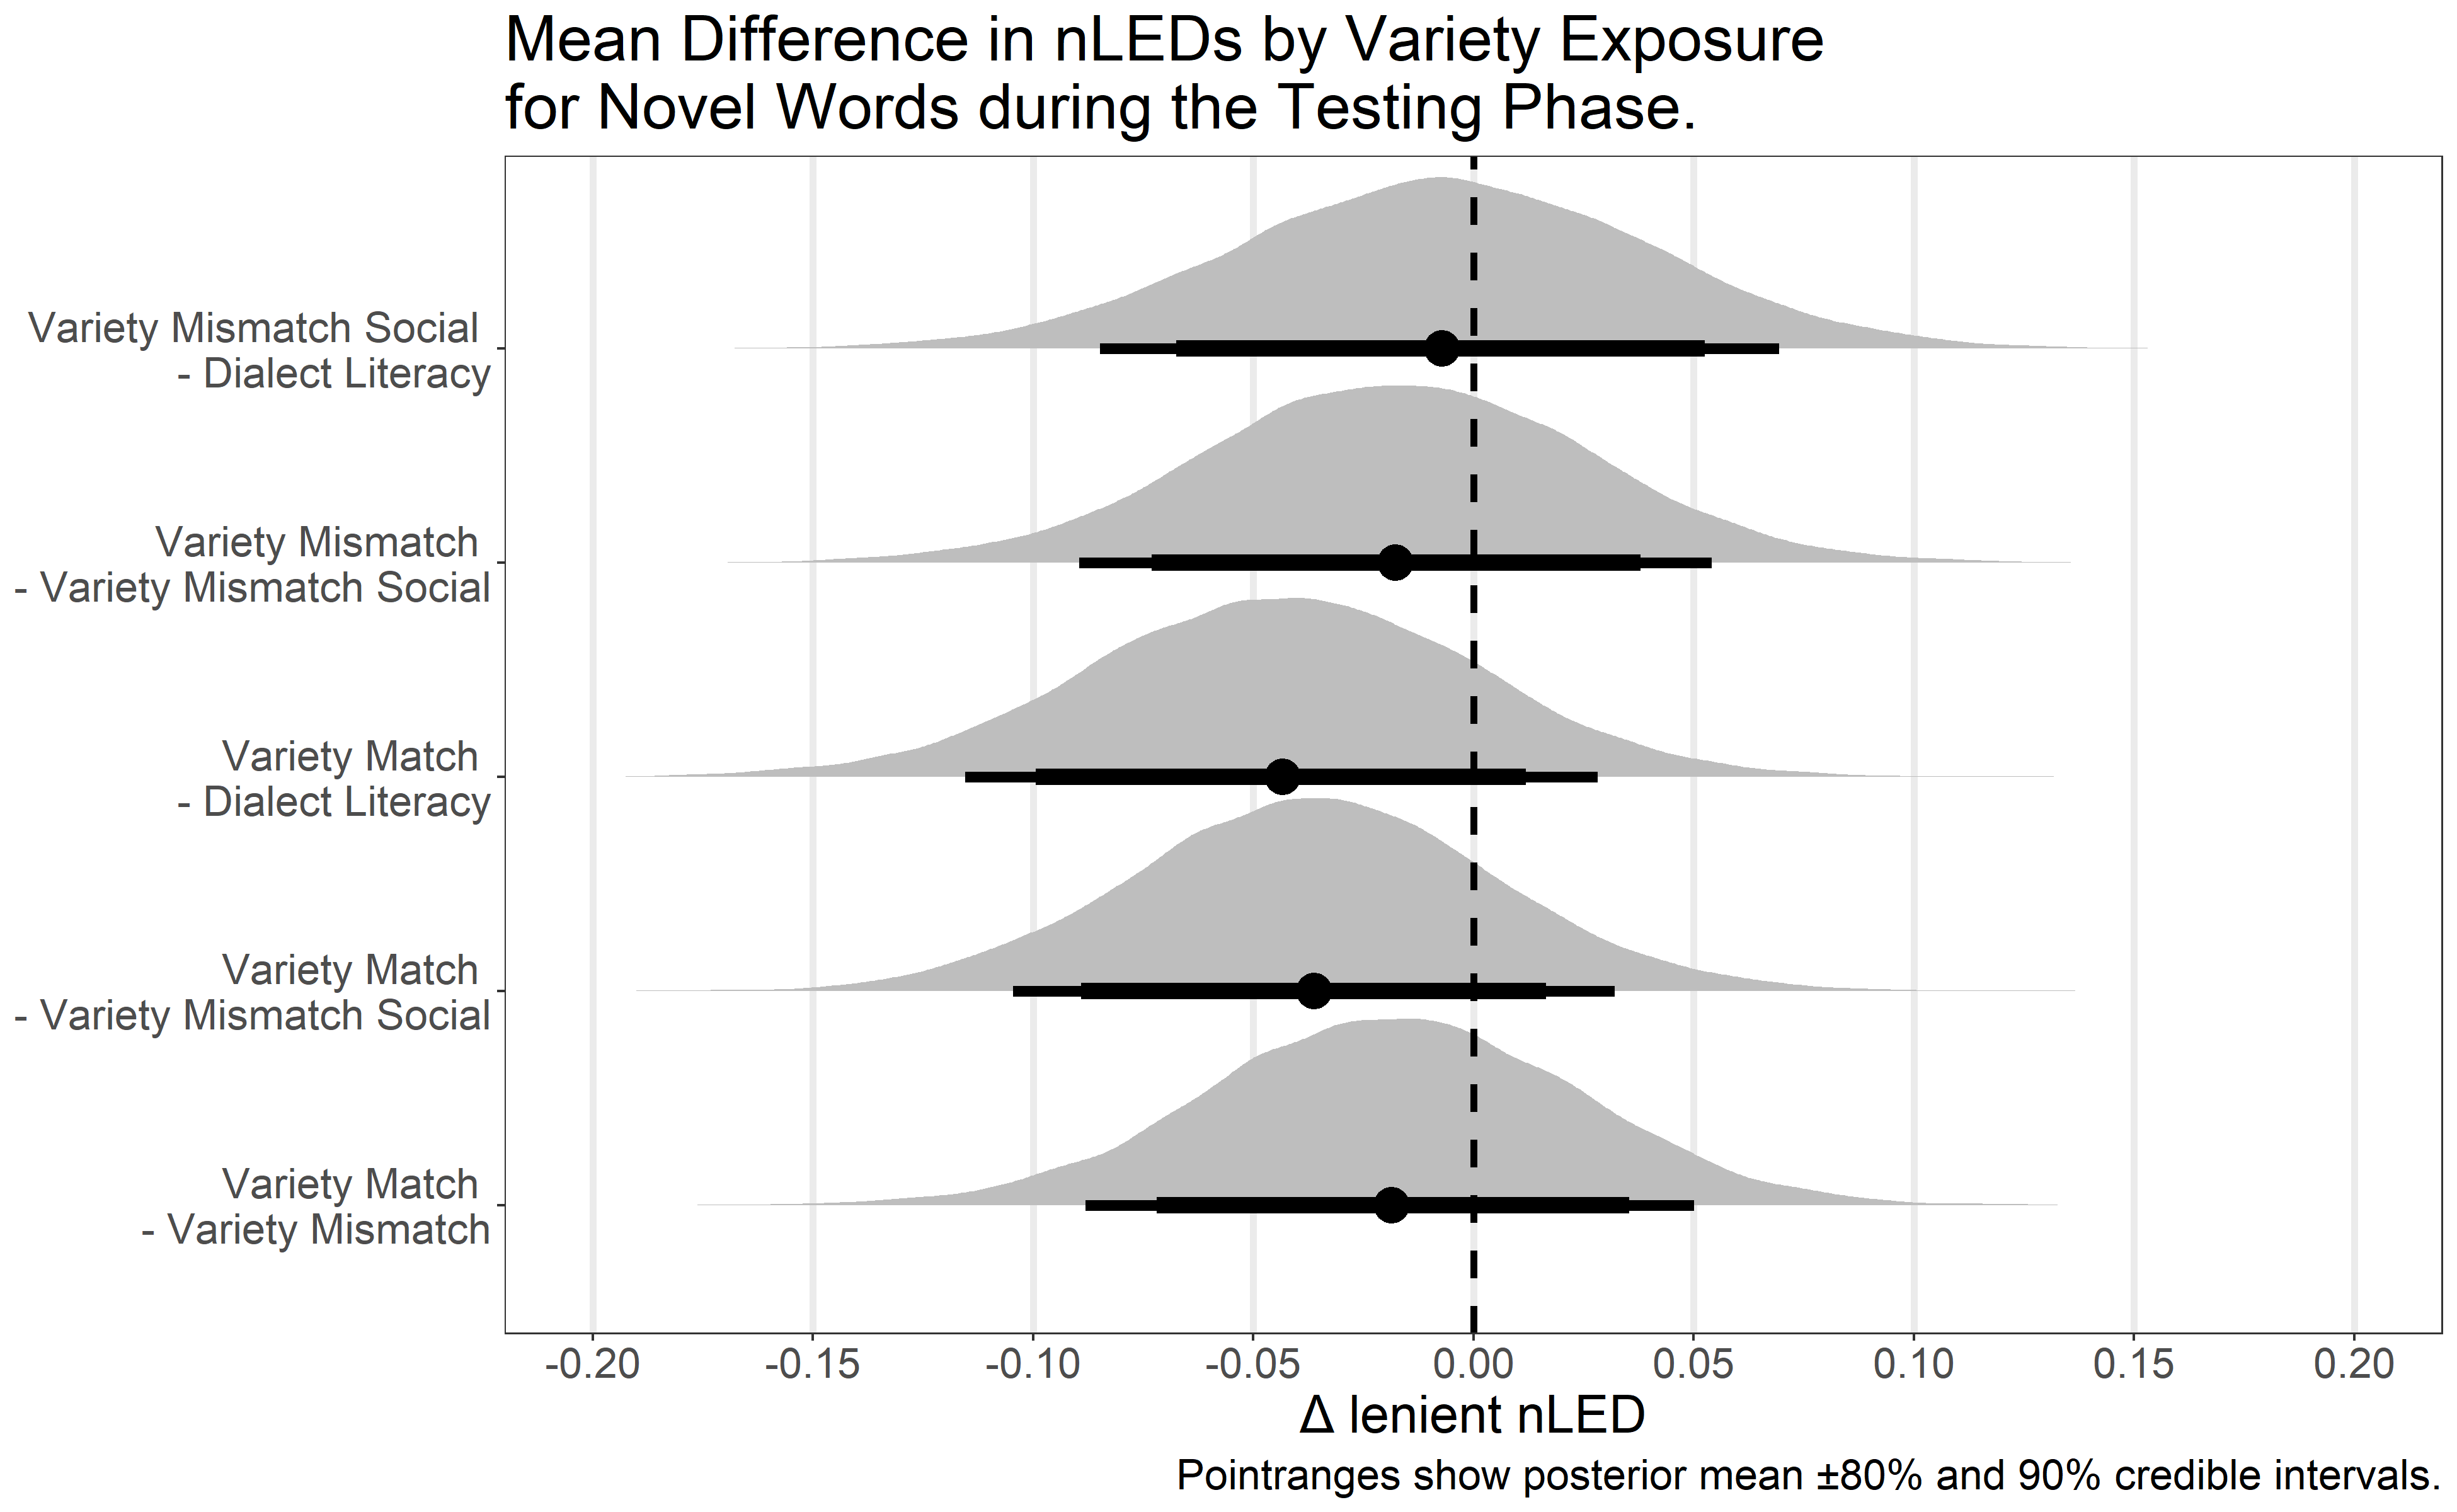 Mean Difference in nLEDs by Variety Exposure
for Novel Words during the Testing Phase.
Variety Mismatch Social
- Dialect Literacy
Variety Mismatch
- Variety Mismatch Social
Variety Match
- Dialect Literacy
Variety Match
- Variety Mismatch Social
Variety Match
- Variety Mismatch
-0.20 -0.15 -0.10 -0.05 0.00 0.05 0.10 0.15 0.20
Δ lenient nLED
Pointranges show posterior mean ±80% and 90% credible intervals.